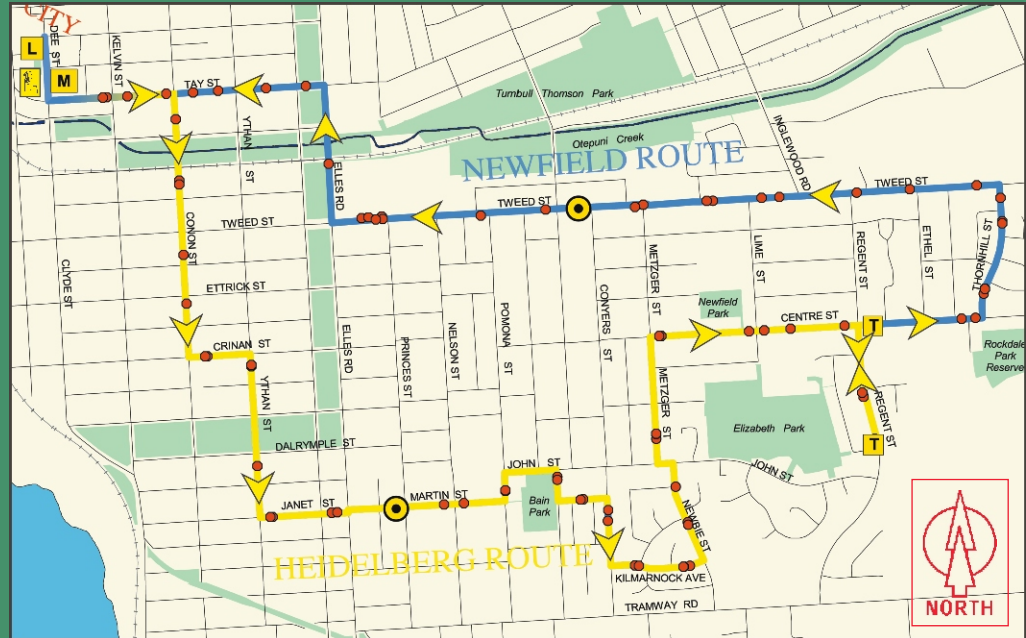 CITY
DEE ST
L
M
KELVIN ST
TAY ST
YTHAN ST
Turnbull Thomson Park
Otepuni Creek
INGLEWOOD RD
NEWFIELD ROUTE
ELLES RD
TWEED ST
TWEED ST
TWEED ST
CONON ST
CLYDE ST
ETTRICK ST
CRINAN ST
YTHAN ST
ELLES RD
PRINCES ST
NELSON ST
POMONA ST
CONYERS ST
METZGER ST
LIME ST
REGENT ST
ETHEL ST
THORNHILL ST
Newfield Park
CENTRE ST
T
Rockdale Park Reserve
METZGER ST
Elizabeth Park
REGENT ST
T
DALRYMPLE ST
JOHN ST
JOHN ST
JANET ST
MARTIN ST
Bain Park
NEWBIE ST
HEIDELBERG ROUTE
KILMARNOCK AVE
TRAMWAY RD
NORTH